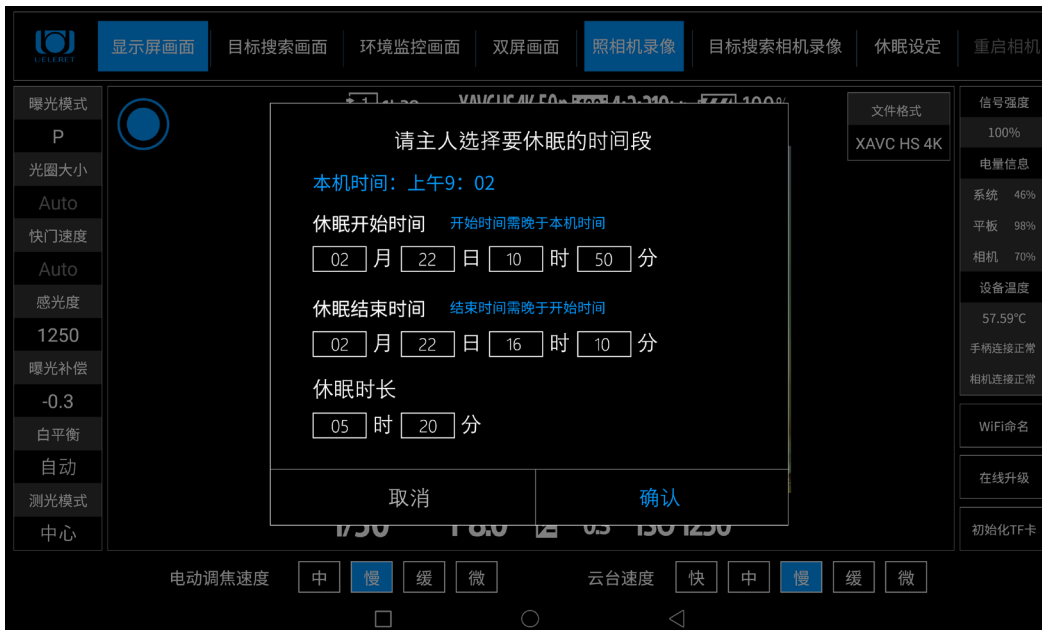 UELERET
显示屏画面 目标搜索画面 环境监控画面 双屏画面 照相机录像 目标搜索相机录像 休眠设定 重启相机
曝光模式
P
光圈大小
Auto
快门速度
Auto
感光度
1250
曝光补偿
-0.3
白平衡
自动
测光模式
中心
请主人选择要休眠的时间段
本机时间：上午9：02
休眠开始时间 开始时间需晚于本机时间
02 月 22 日 10 时 50 分
休眠结束时间 结束时间需晚于开始时间
02 月 22 日 16 时 10 分
休眠时长
05 时 20 分
取消 确认
文件格式
XAVC HS 4K
信号强度
100%
电量信息
系统 46%
平板 98%
相机 70%
设备温度
57.59°C
手柄连接正常
相机连接正常
WiFi命名
在线升级
初始化TF卡
电动调焦速度 中 慢 缓 微 云台速度 快 中 慢 缓 微